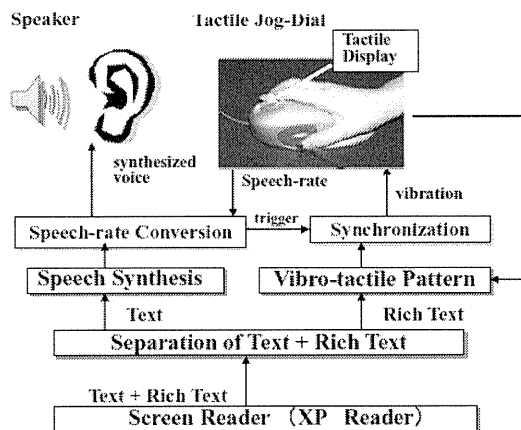 Speaker
Tactile Jog-Dial
Tactile
Display
synthesized
voice
Speech-rate
vibration
Speech-rate Conversion
trigger
Synchronization
Speech Synthesis
Vibro-tactile Pattern
Text
Rich Text
Separation of Text + Rich Text
Text + Rich Text
Screen Reader （XP Reader）